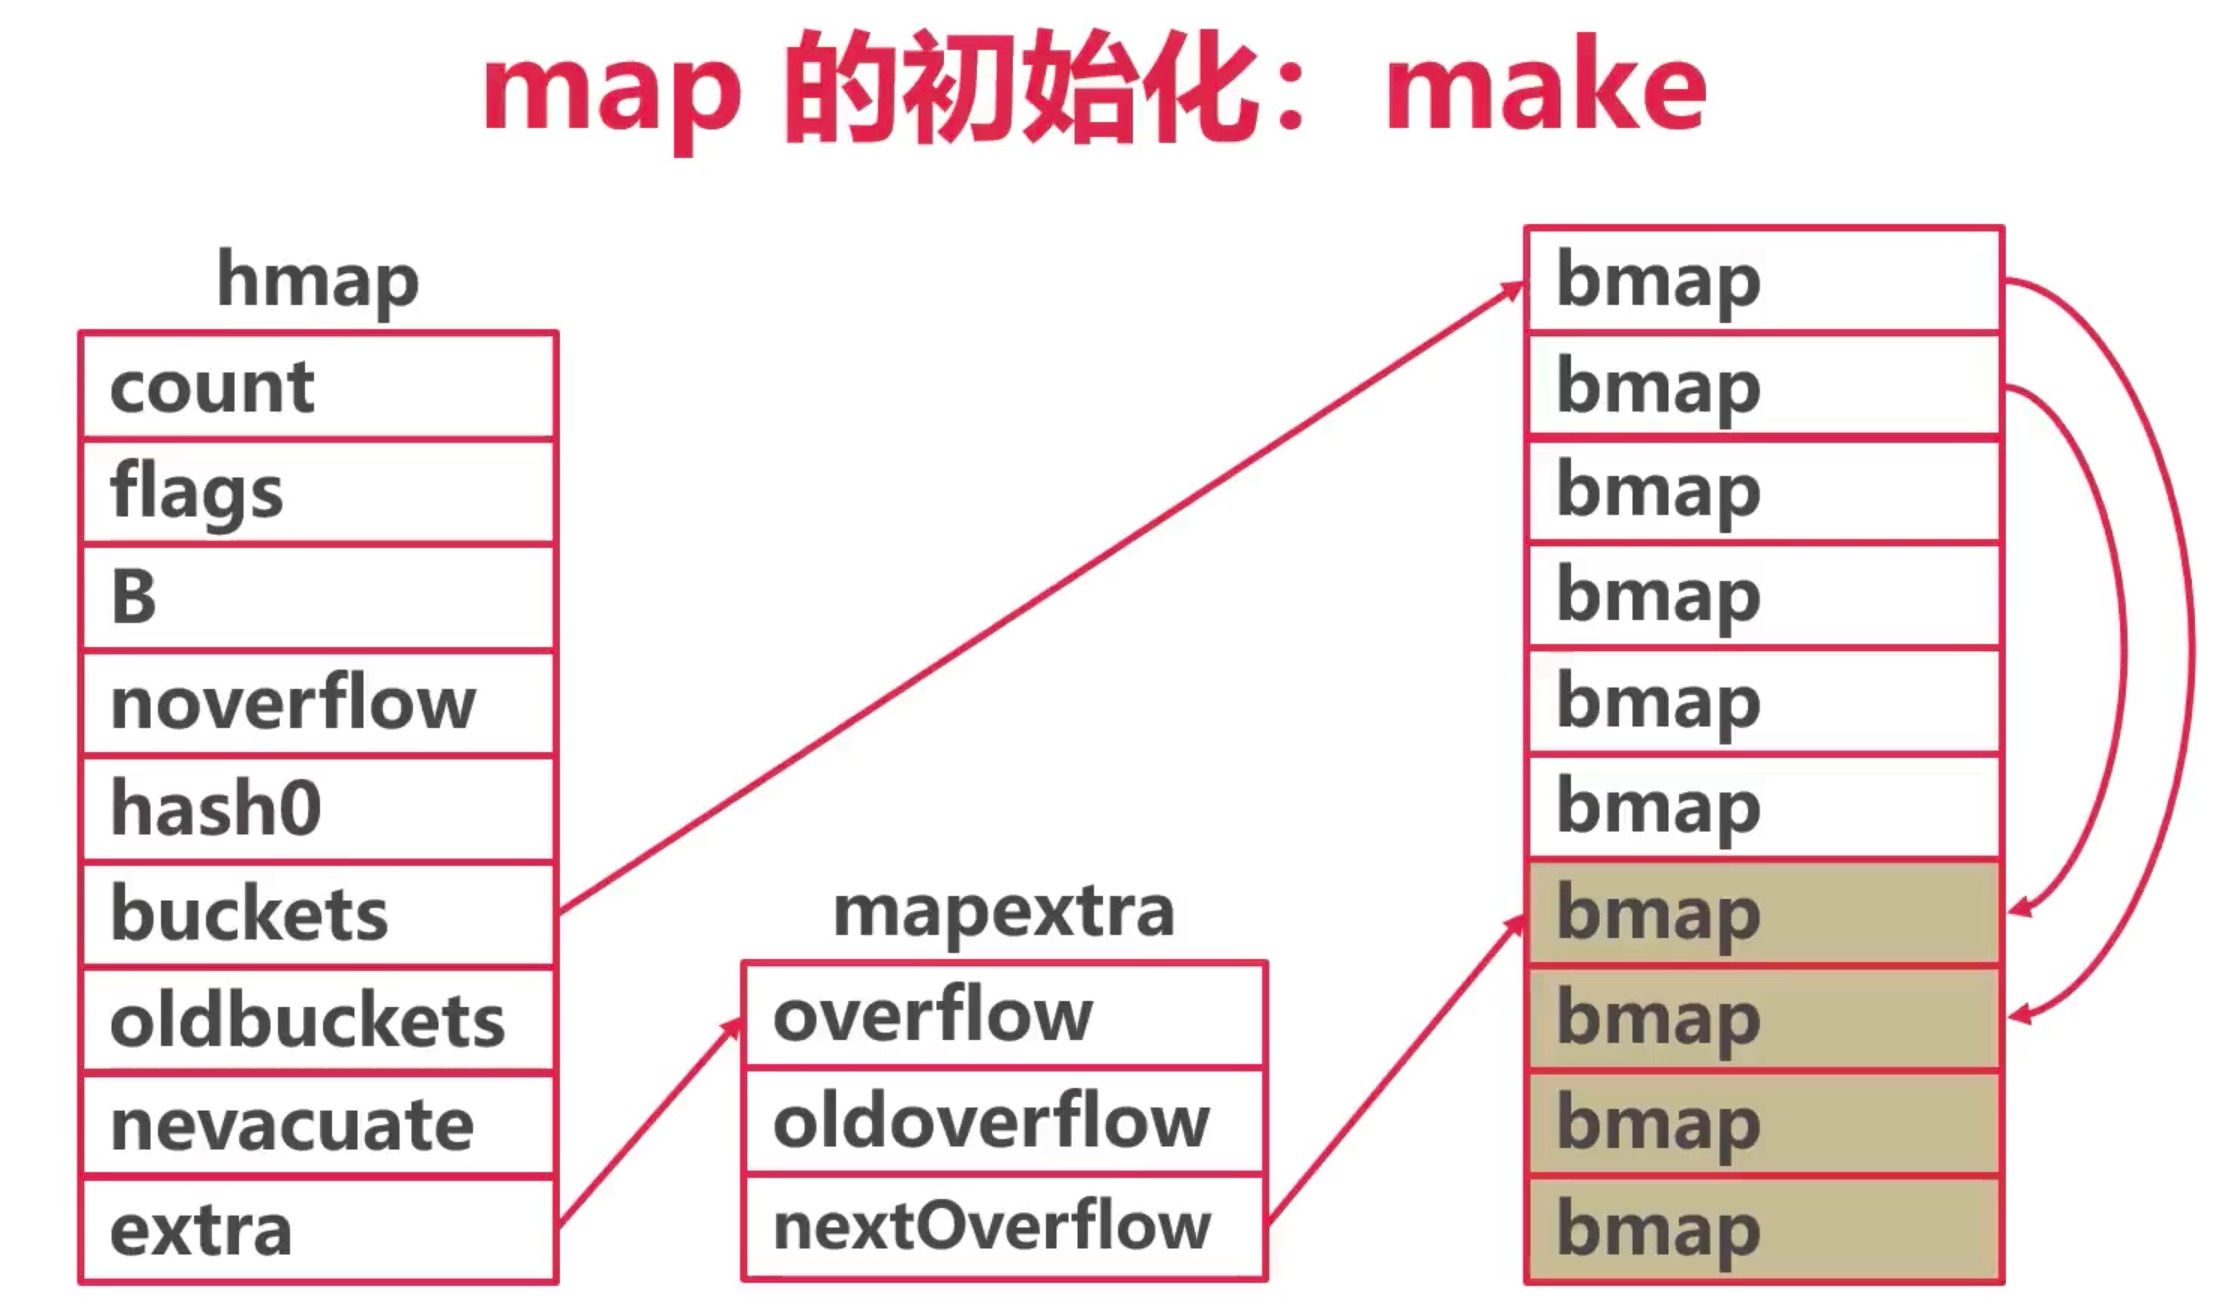 map 的初始化：make
hmap
count
flags
B
noverflow
hash0
buckets
oldbuckets
nevacuate
extra
mapextra
overflow
oldoverflow
nextOverflow
bmap
bmap
bmap
bmap
bmap
bmap
bmap
bmap
bmap
bmap